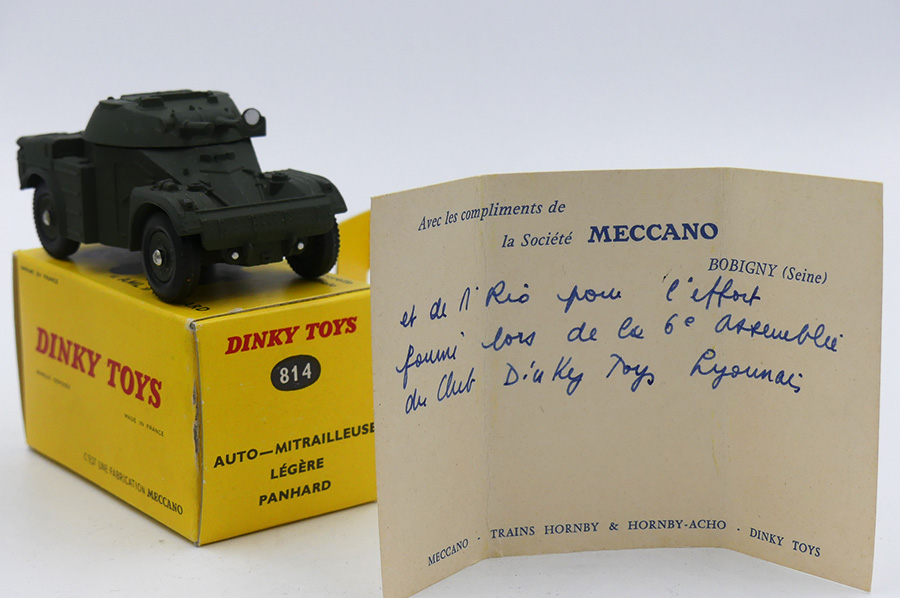 DINKY TOYS
MADE IN FRANCE
C'EST UNE FABRICATION MECCANO
DINKY TOYS
814
AUTO—MITRAILLEUSE
LÉGÈRE
PANHARD
Avec les compliments de
la Société MECCANO
BOBIGNY (Seine)
et de pour l'effort
fourni lors de la 6e Assemblée
du Club Dinky Toys Lyonnais
MECCANO · TRAINS HORNBY & HORNBY-ACHO · DINKY TOYS